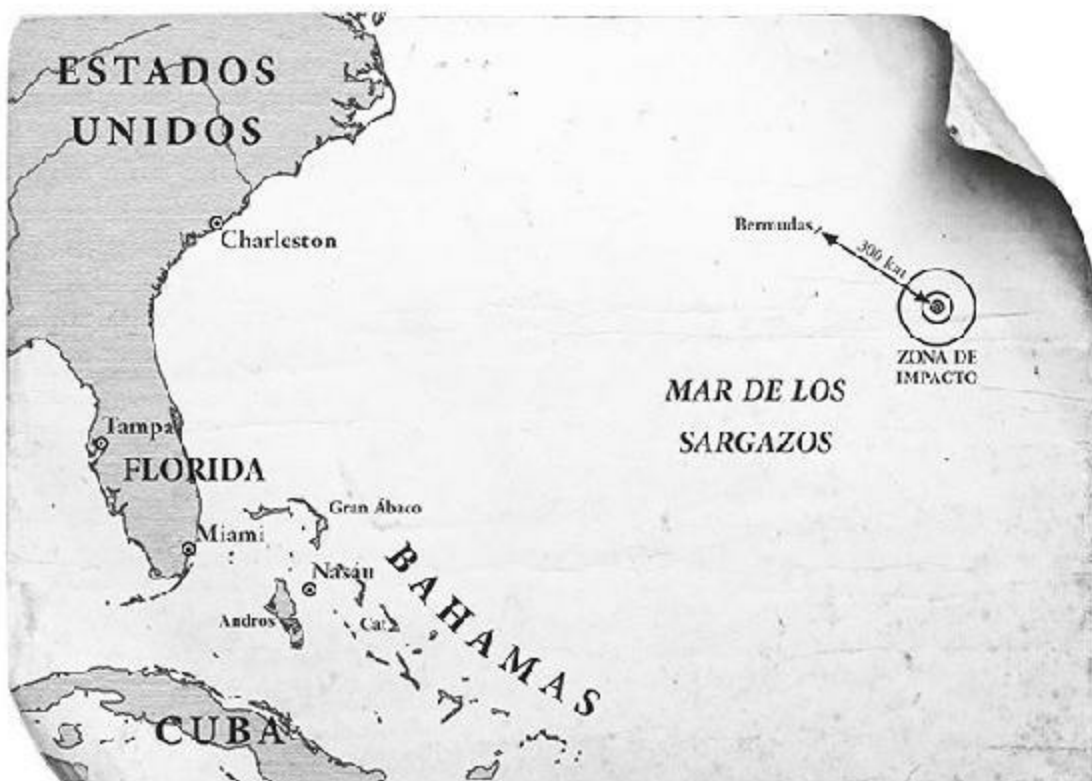 ESTADOS
UNIDOS
Charleston
Bermudas
300 km
ZONA DE
IMPACTO
MAR DE LOS
SARGAZOS
Tampa
FLORIDA
Miami
Gran Ábaco
BAHAMAS
Nasáu
Andros
Cat
CUBA